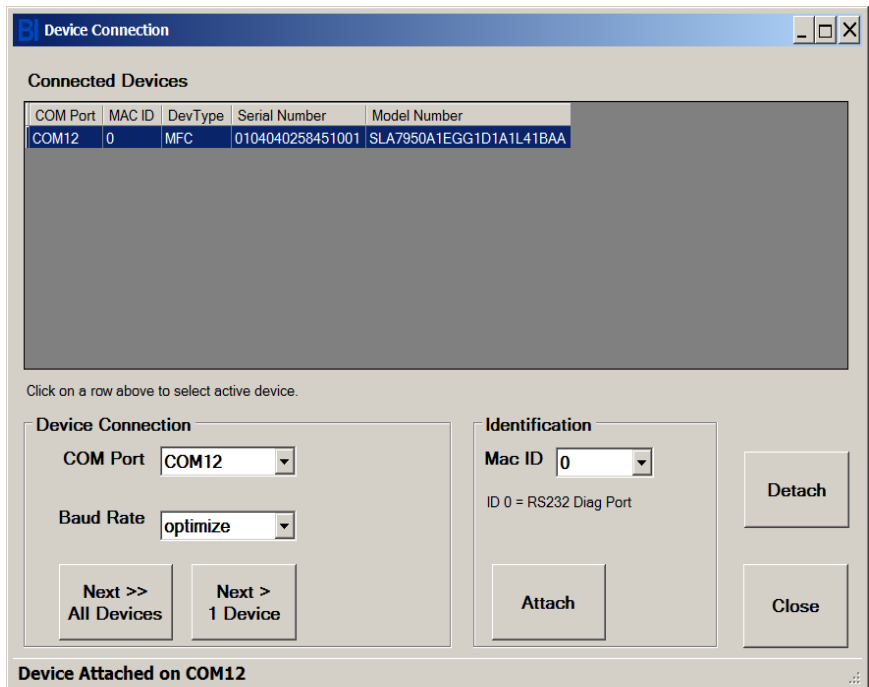 BI Device Connection
Connected Devices
COM Port MAC ID DevType Serial Number Model Number
COM12 0 MFC 0104040258451001 SLA7950A1EGG1D1A1L41BAA
Click on a row above to select active device.
Device Connection
COM Port COM12
Baud Rate optimize
Next >>
All Devices
Next >
1 Device
Identification
Mac ID 0
ID 0 = RS232 Diag Port
Attach
Detach
Close
Device Attached on COM12